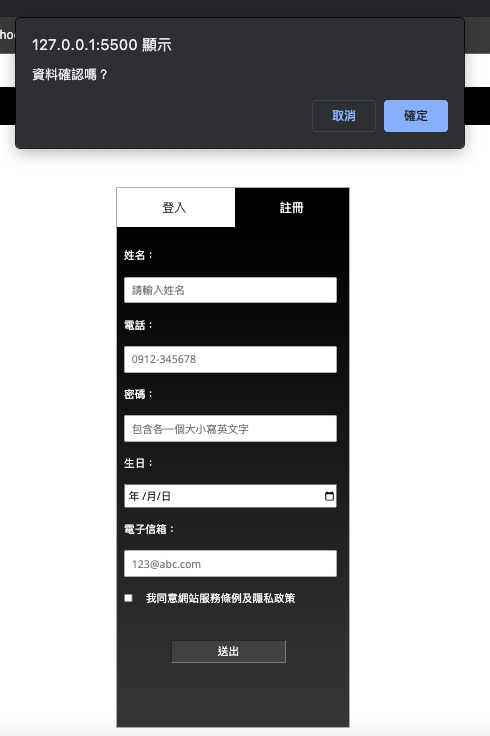 127.0.0.1:5500 顯示
資料確認嗎？
取消 確定
登入 註冊
姓名：
請輸入姓名
電話：
0912-345678
密碼：
包含各一個大小寫英文字
生日：
年 /月/日
電子信箱：
123@abc.com
我同意網站服務條例及隱私政策
送出